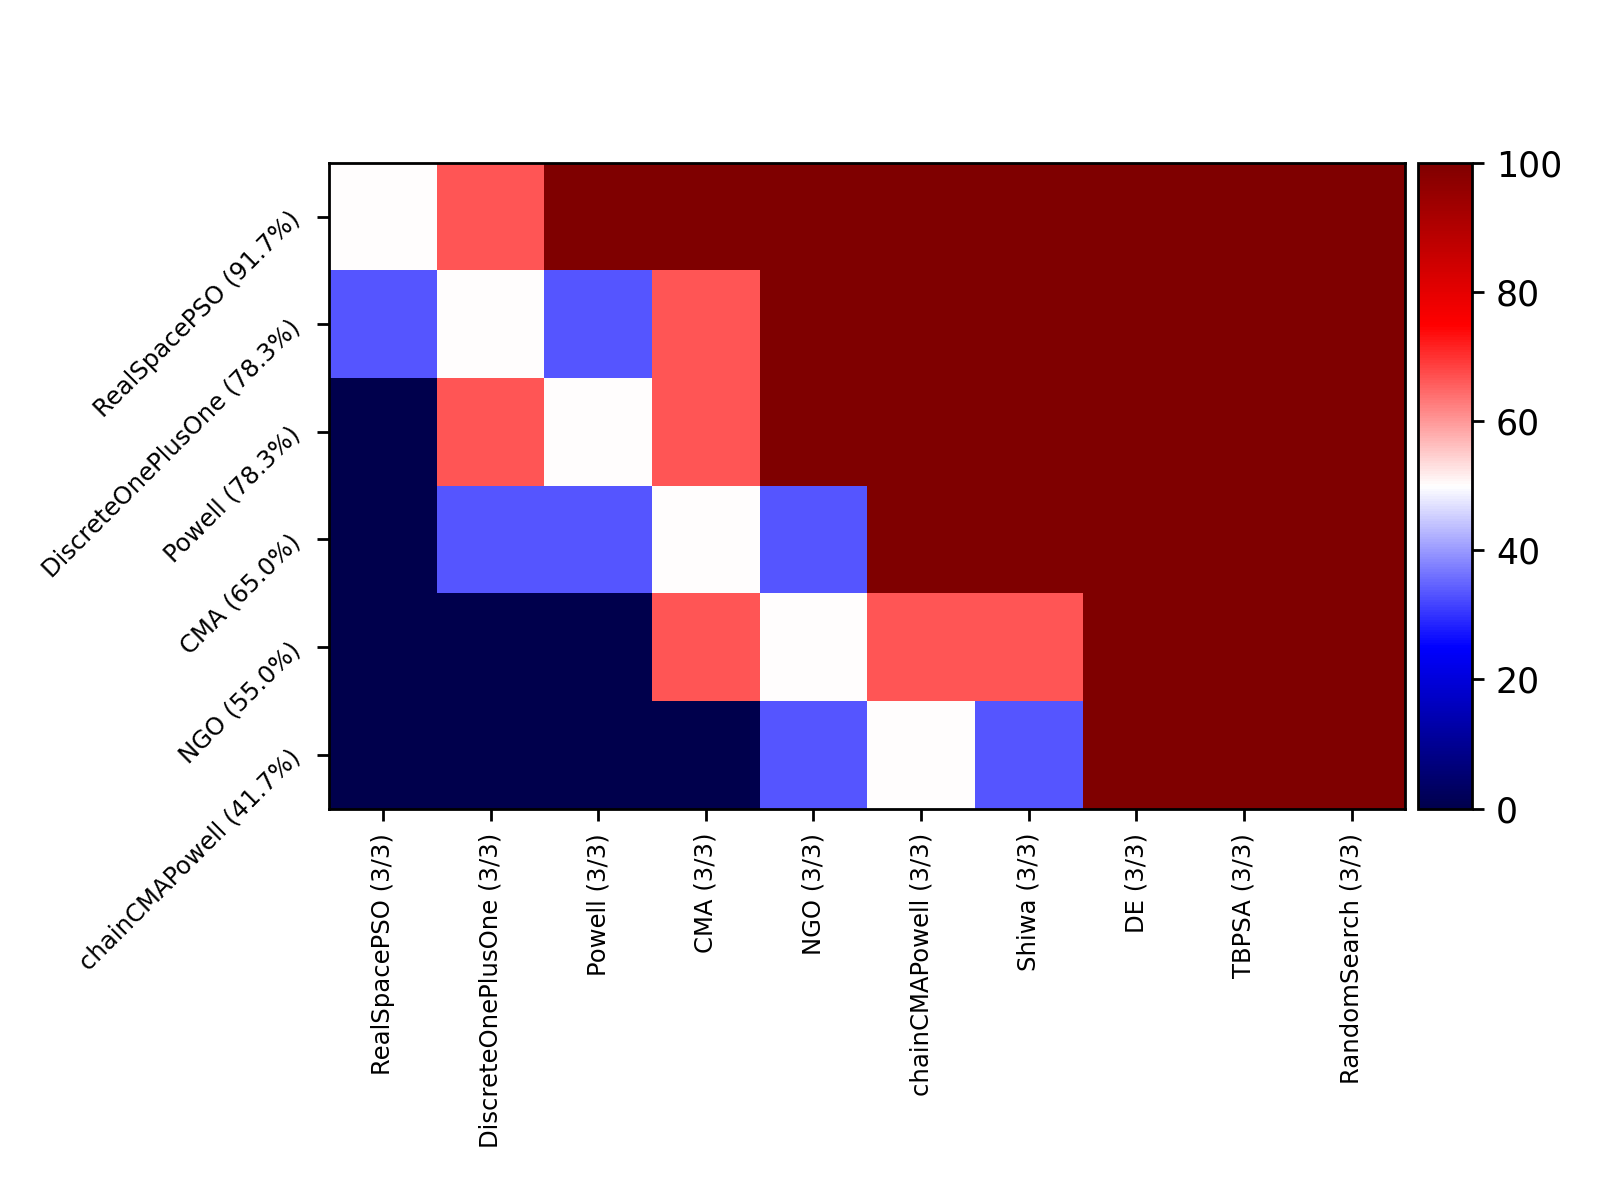 RealSpacePSO (91.7%)
DiscreteOnePlusOne (78.3%)
Powell (78.3%)
CMA (65.0%)
NGO (55.0%)
chainCMAPowell (41.7%)
RealSpacePSO (3/3)
DiscreteOnePlusOne (3/3)
Powell (3/3)
CMA (3/3)
NGO (3/3)
chainCMAPowell (3/3)
Shiwa (3/3)
DE (3/3)
TBPSA (3/3)
RandomSearch (3/3)
100
80
60
40
20
0